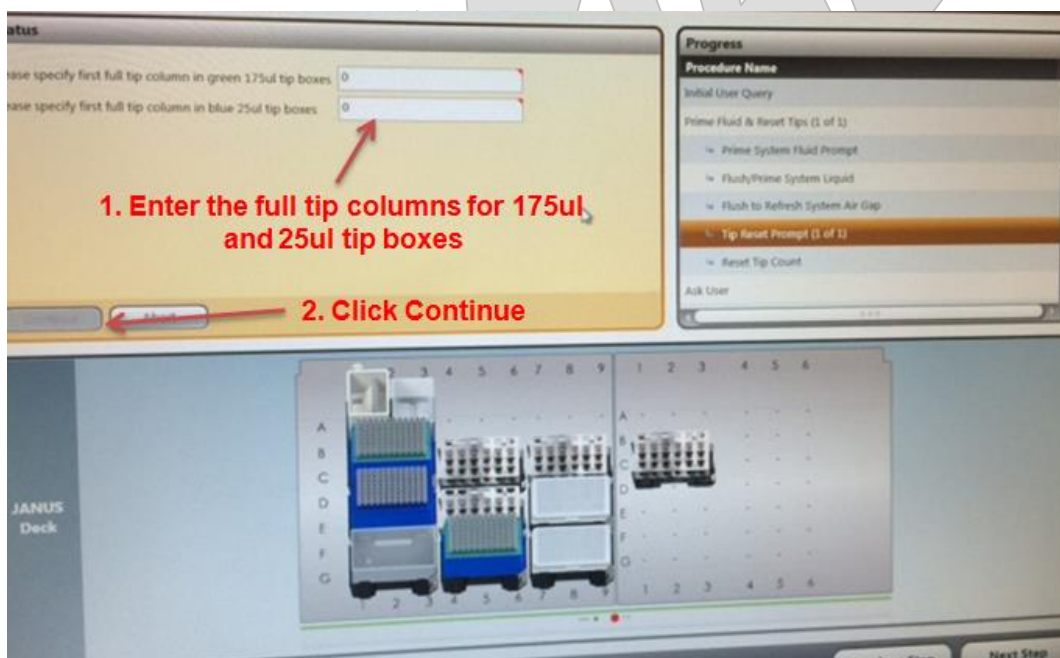 atus
ease specify first full tip column in green 175ul tip boxes 0
ease specify first full tip column in blue 25ul tip boxes 0
1. Enter the full tip columns for 175ul
and 25ul tip boxes
2. Click Continue
Abort
Progress
Procedure Name
Initial User Query
Prime Fluid & Reset Tips (1 of 1)
Prime System Fluid Prompt
Flush/Prime System Liquid
Flush to Refresh System Air Gap
Tip Reset Prompt (1 of 1)
Reset Tip Count
Ask User
JANUS
Deck
2 3 4 5 6 7 8 9
1 2 3 4 5 6
A
B
C
D
E
F
G
A
B
C
D
E
F
G
1 2 3 4 5 6 7 8 9
1 2 3 4 5 6
Step
Next Step